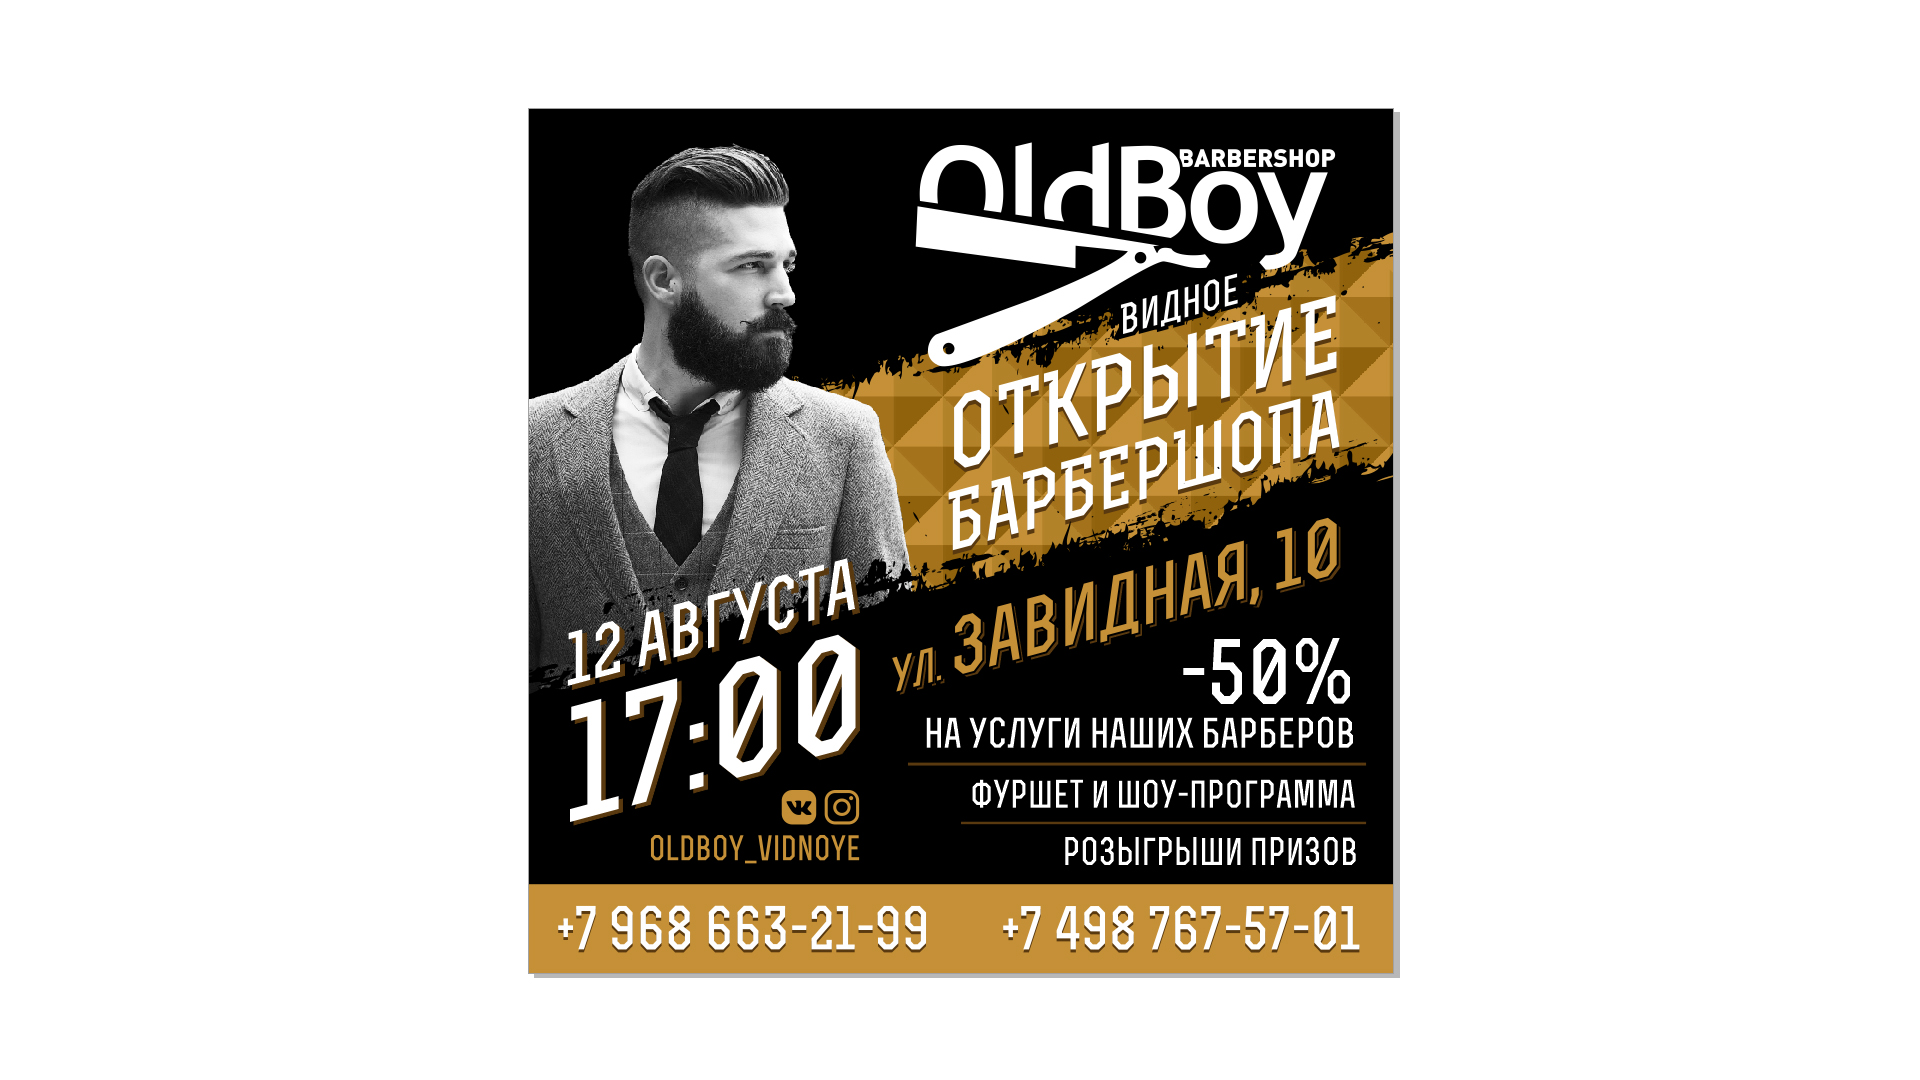 OldBoy
BARBERSHOP
ВИДНОЕ
ОТКРЫТИЕ
БАРБЕРШОПА
ул. ЗАВИДНАЯ, 10
12 АВГУСТА
17:00
-50%
НА УСЛУГИ НАШИХ БАРБЕРОВ
ФУРШЕТ И ШОУ-ПРОГРАММА
РОЗЫГРЫШИ ПРИЗОВ
OLDBOY_VIDNOYE
+7 968 663-21-99
+7 498 767-57-01